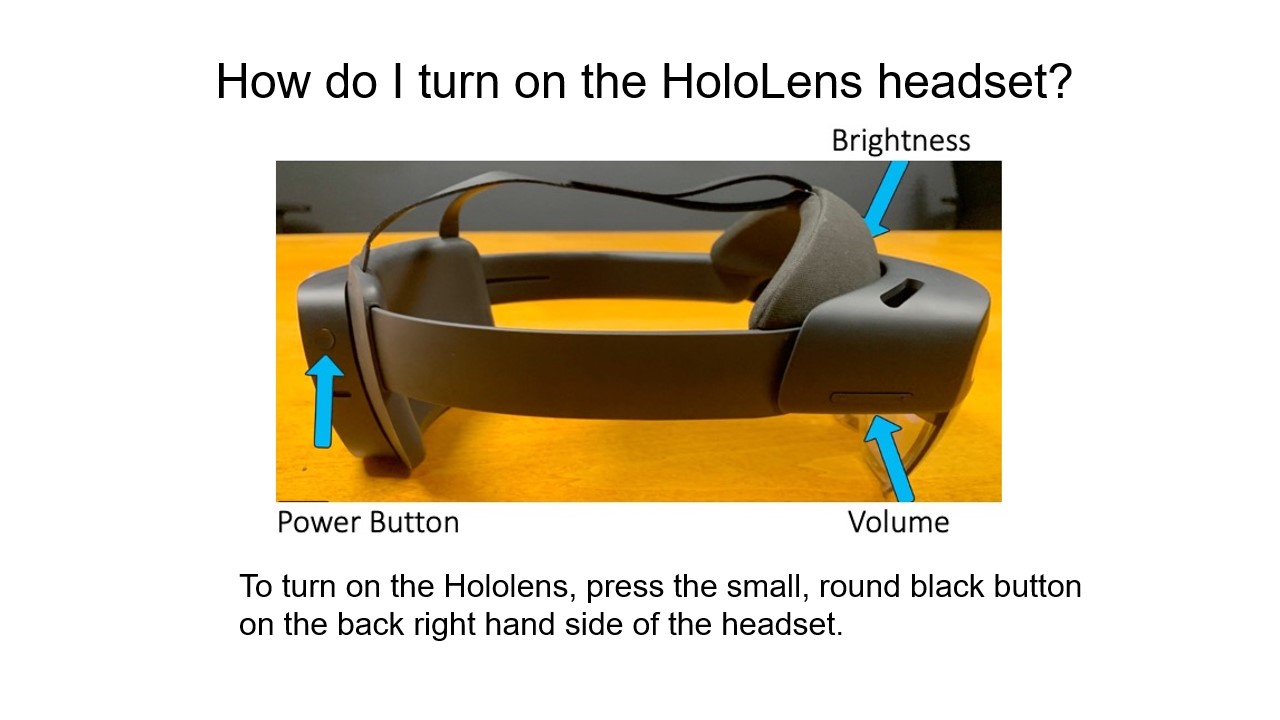 How do I turn on the HoloLens headset?
Brightness
Power Button
Volume
To turn on the Hololens, press the small, round black button
on the back right hand side of the headset.